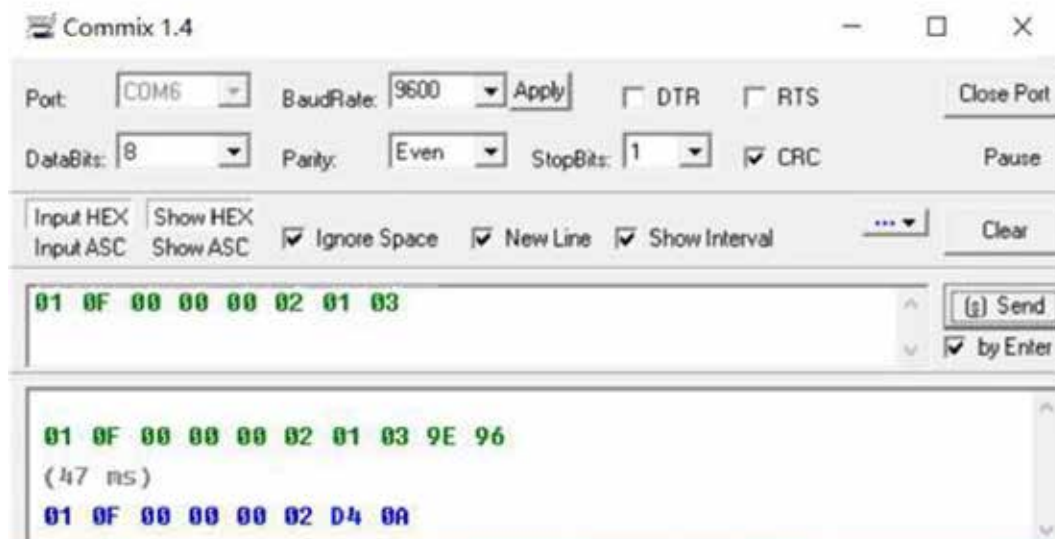 Commix 1.4
Port: COM6 BaudRate: 9600 Apply DTR RTS Close Port
DataBits: 8 Parity: Even StopBits: 1 CRC Pause
Input HEX Show HEX
Input ASC Show ASC Ignore Space New Line Show Interval ... Clear
01 0F 00 00 00 02 01 03 (s) Send
by Enter
01 0F 00 00 00 02 01 03 9E 96
(47 ms)
01 0F 00 00 00 02 D4 0A